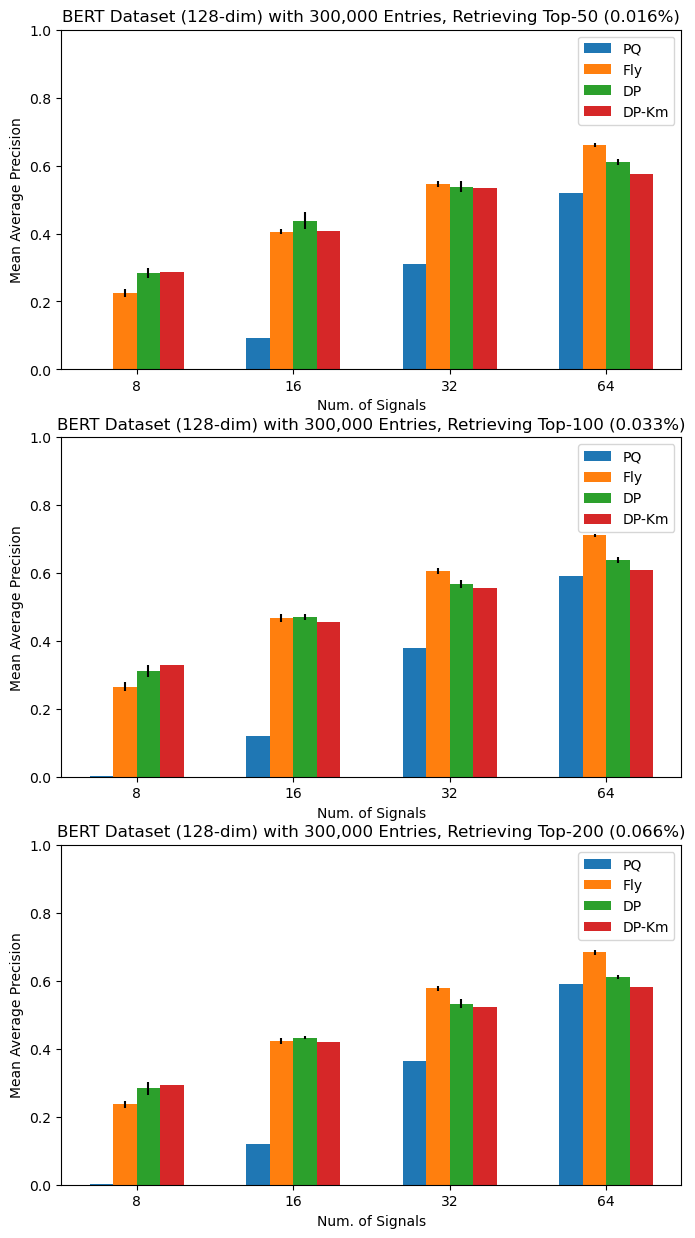 BERT Dataset (128-dim) with 300,000 Entries, Retrieving Top-50 (0.016%)
1.0
0.8
0.6
0.4
0.2
0.0
Mean Average Precision
PQ
Fly
DP
DP-Km
8 16 32 64
Num. of Signals
BERT Dataset (128-dim) with 300,000 Entries, Retrieving Top-100 (0.033%)
1.0
0.8
0.6
0.4
0.2
0.0
Mean Average Precision
PQ
Fly
DP
DP-Km
8 16 32 64
Num. of Signals
BERT Dataset (128-dim) with 300,000 Entries, Retrieving Top-200 (0.066%)
1.0
0.8
0.6
0.4
0.2
0.0
Mean Average Precision
PQ
Fly
DP
DP-Km
8 16 32 64
Num. of Signals